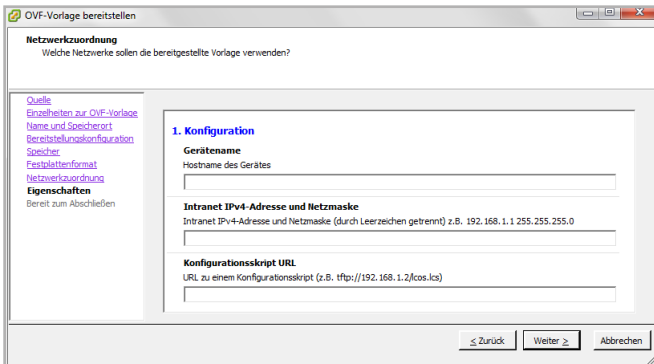 OVF-Vorlage bereitstellen
Netzwerkzuordnung
Welche Netzwerke sollen die bereitgestellte Vorlage verwenden?
Quelle
Einzelheiten zur OVF-Vorlage
Name und Speicherort
Bereitstellungskonfiguration
Speicher
Festplattenformat
Netzwerkzuordnung
Eigenschaften
Bereit zum Abschließen
1. Konfiguration
Gerätename
Hostname des Gerätes
Intranet IPv4-Adresse und Netzmaske
Intranet IPv4-Adresse und Netzmaske (durch Leerzeichen getrennt) z.B. 192.168.1.1 255.255.255.0
Konfigurationsskript URL
URL zu einem Konfigurationsskript (z.B. tftp://192.168.1.2/lcos.lcs)
< Zurück
Weiter >
Abbrechen